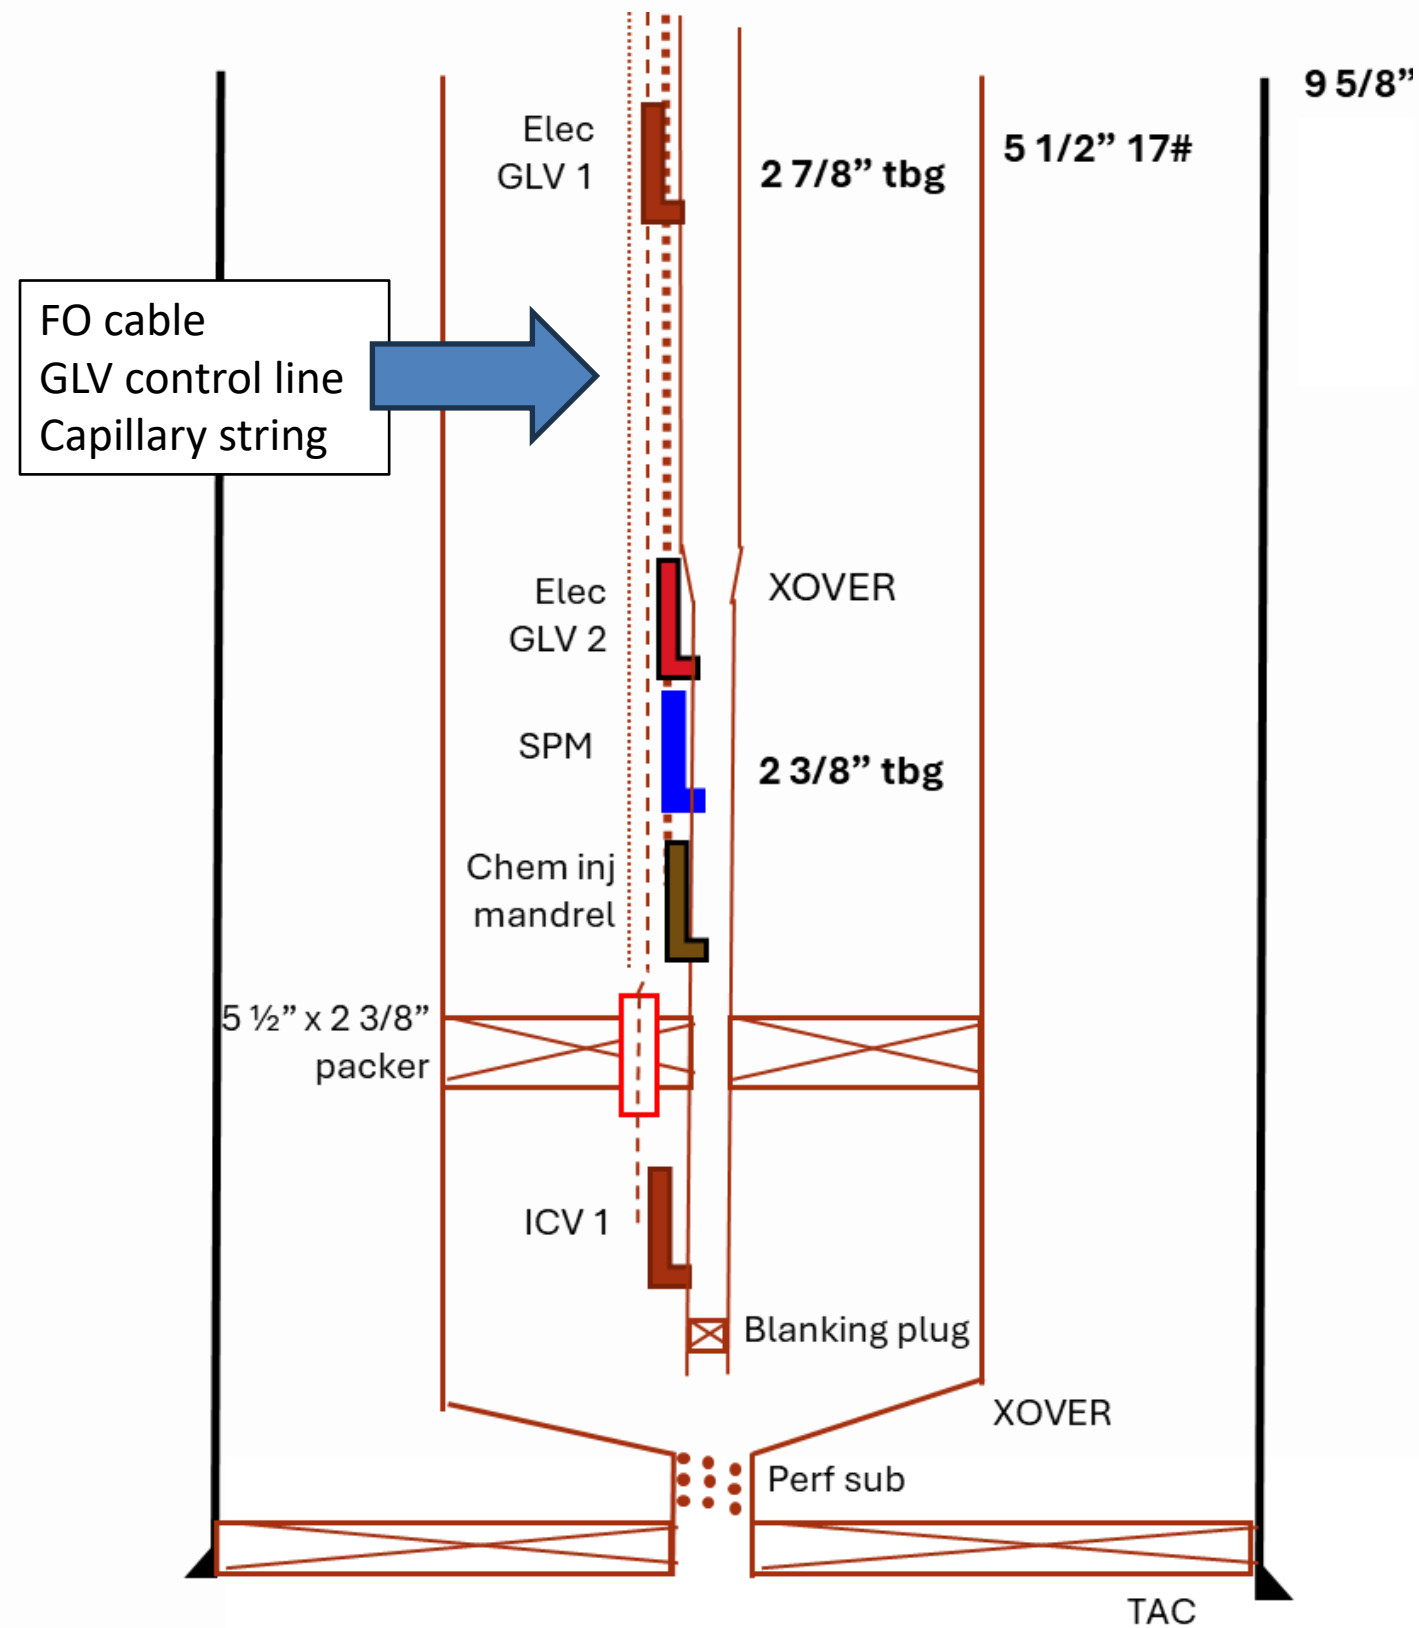 9 5/8”
Elec
GLV 1
5 1/2” 17#
2 7/8” tbg
FO cable
GLV control line
Capillary string
Elec
GLV 2
XOVER
SPM
2 3/8” tbg
Chem inj
mandrel
5 ½” x 2 3/8”
packer
ICV 1
Blanking plug
XOVER
Perf sub
TAC